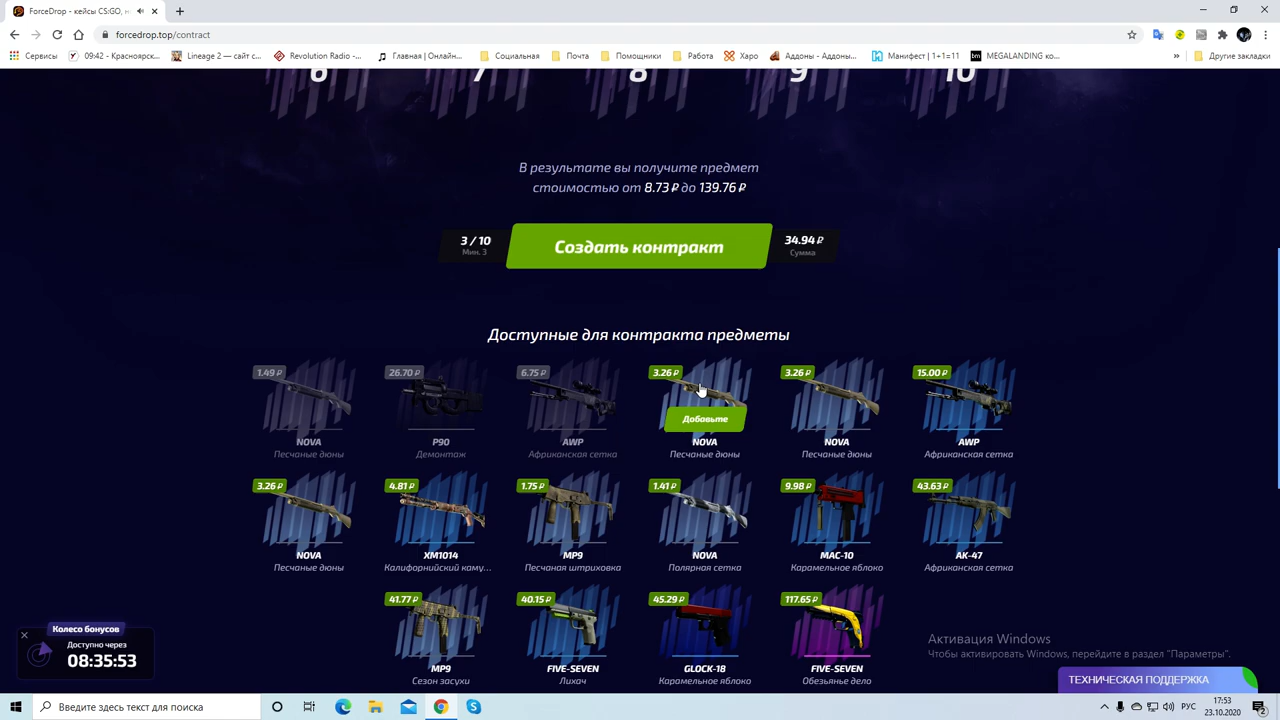 ForceDrop - кейсы CS:GO, н
forcedrop.top/contract
Сервисы
09:42 - Красноярск...
Lineage 2 — сайт с...
Revolution Radio -...
Главная | Онлайн...
Социальная
Почта
Помощники
Работа
Харо
Аддоны - Аддоны...
Манифест | 1+1=11
MEGALANDING ко...
»
Другие закладки
6 7 8 9 10
В результате вы получите предмет
стоимостью от 8.73 ₽ до 139.76 ₽
3 / 10
Мин. 3
Создать контракт
34.94 ₽
Сумма
Доступные для контракта предметы
1.49 ₽ 26.70 ₽ 6.75 ₽ 3.26 ₽ 3.26 ₽ 15.00 ₽
Добавьте
NOVA P90 AWP NOVA NOVA AWP
Песчаные дюны Демонтаж Африканская сетка Песчаные дюны Песчаные дюны Африканская сетка
3.26 ₽ 4.81 ₽ 1.75 ₽ 1.41 ₽ 9.98 ₽ 43.63 ₽
NOVA XM1014 MP9 NOVA MAC-10 AK-47
Песчаные дюны Калифорнийский каму... Песчаная штриховка Полярная сетка Карамельное яблоко Африканская сетка
41.77 ₽ 40.15 ₽ 45.29 ₽ 117.65 ₽
MP9 FIVE-SEVEN GLOCK-18 FIVE-SEVEN
Сезон засухи Лихач Карамельное яблоко Обезьянье дело
Колесо бонусов
Доступно через
08:35:53
Активация Windows
Чтобы активировать Windows, перейдите в раздел "Параметры".
ТЕХНИЧЕСКАЯ ПОДДЕРЖКА
Введите здесь текст для поиска
РУС
17:53
23.10.2020
2